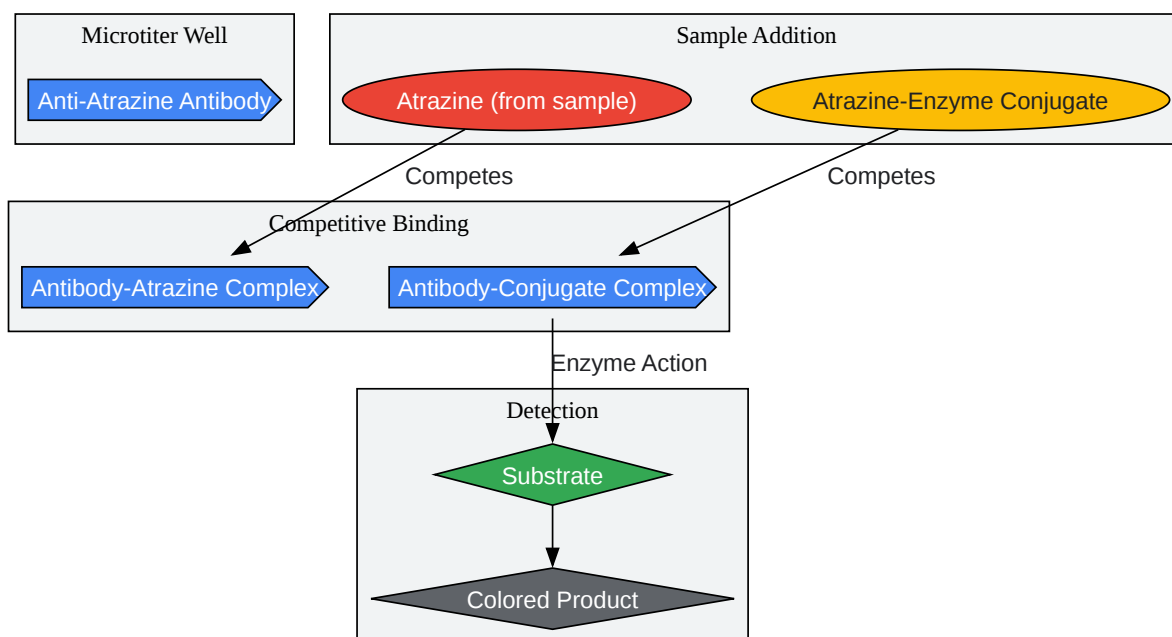 Microtiter Well
Sample Addition
Anti-Atrazine Antibody
Atrazine (from sample)
Atrazine-Enzyme Conjugate
Competes
Competes
Competitive Binding
Antibody-Atrazine Complex
Antibody-Conjugate Complex
Enzyme Action
Detection
Substrate
Colored Product